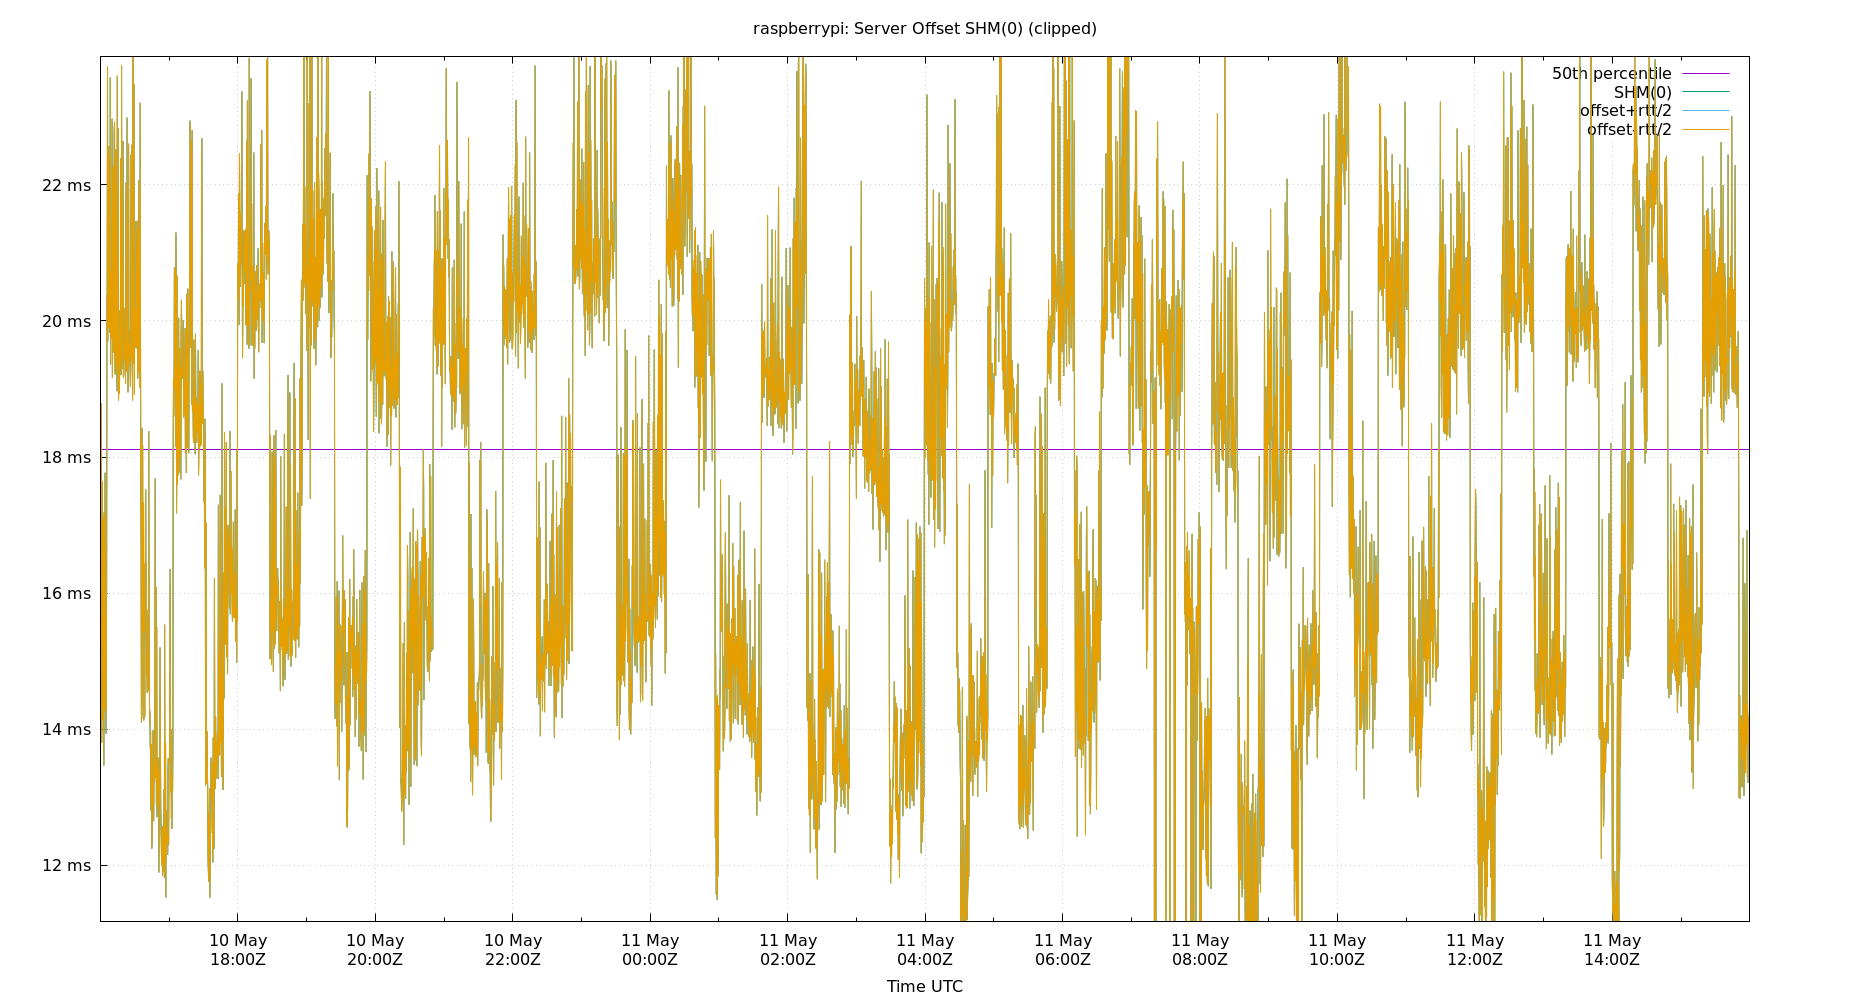 raspberrypi: Server Offset SHM(0) (clipped)
50th percentile
SHM(0)
offset+rtt/2
offset-rtt/2
22 ms
20 ms
18 ms
16 ms
14 ms
12 ms
10 May 10 May 10 May 11 May 11 May 11 May 11 May 11 May 11 May 11 May 11 May
18:00Z 20:00Z 22:00Z 00:00Z 02:00Z 04:00Z 06:00Z 08:00Z 10:00Z 12:00Z 14:00Z
Time UTC